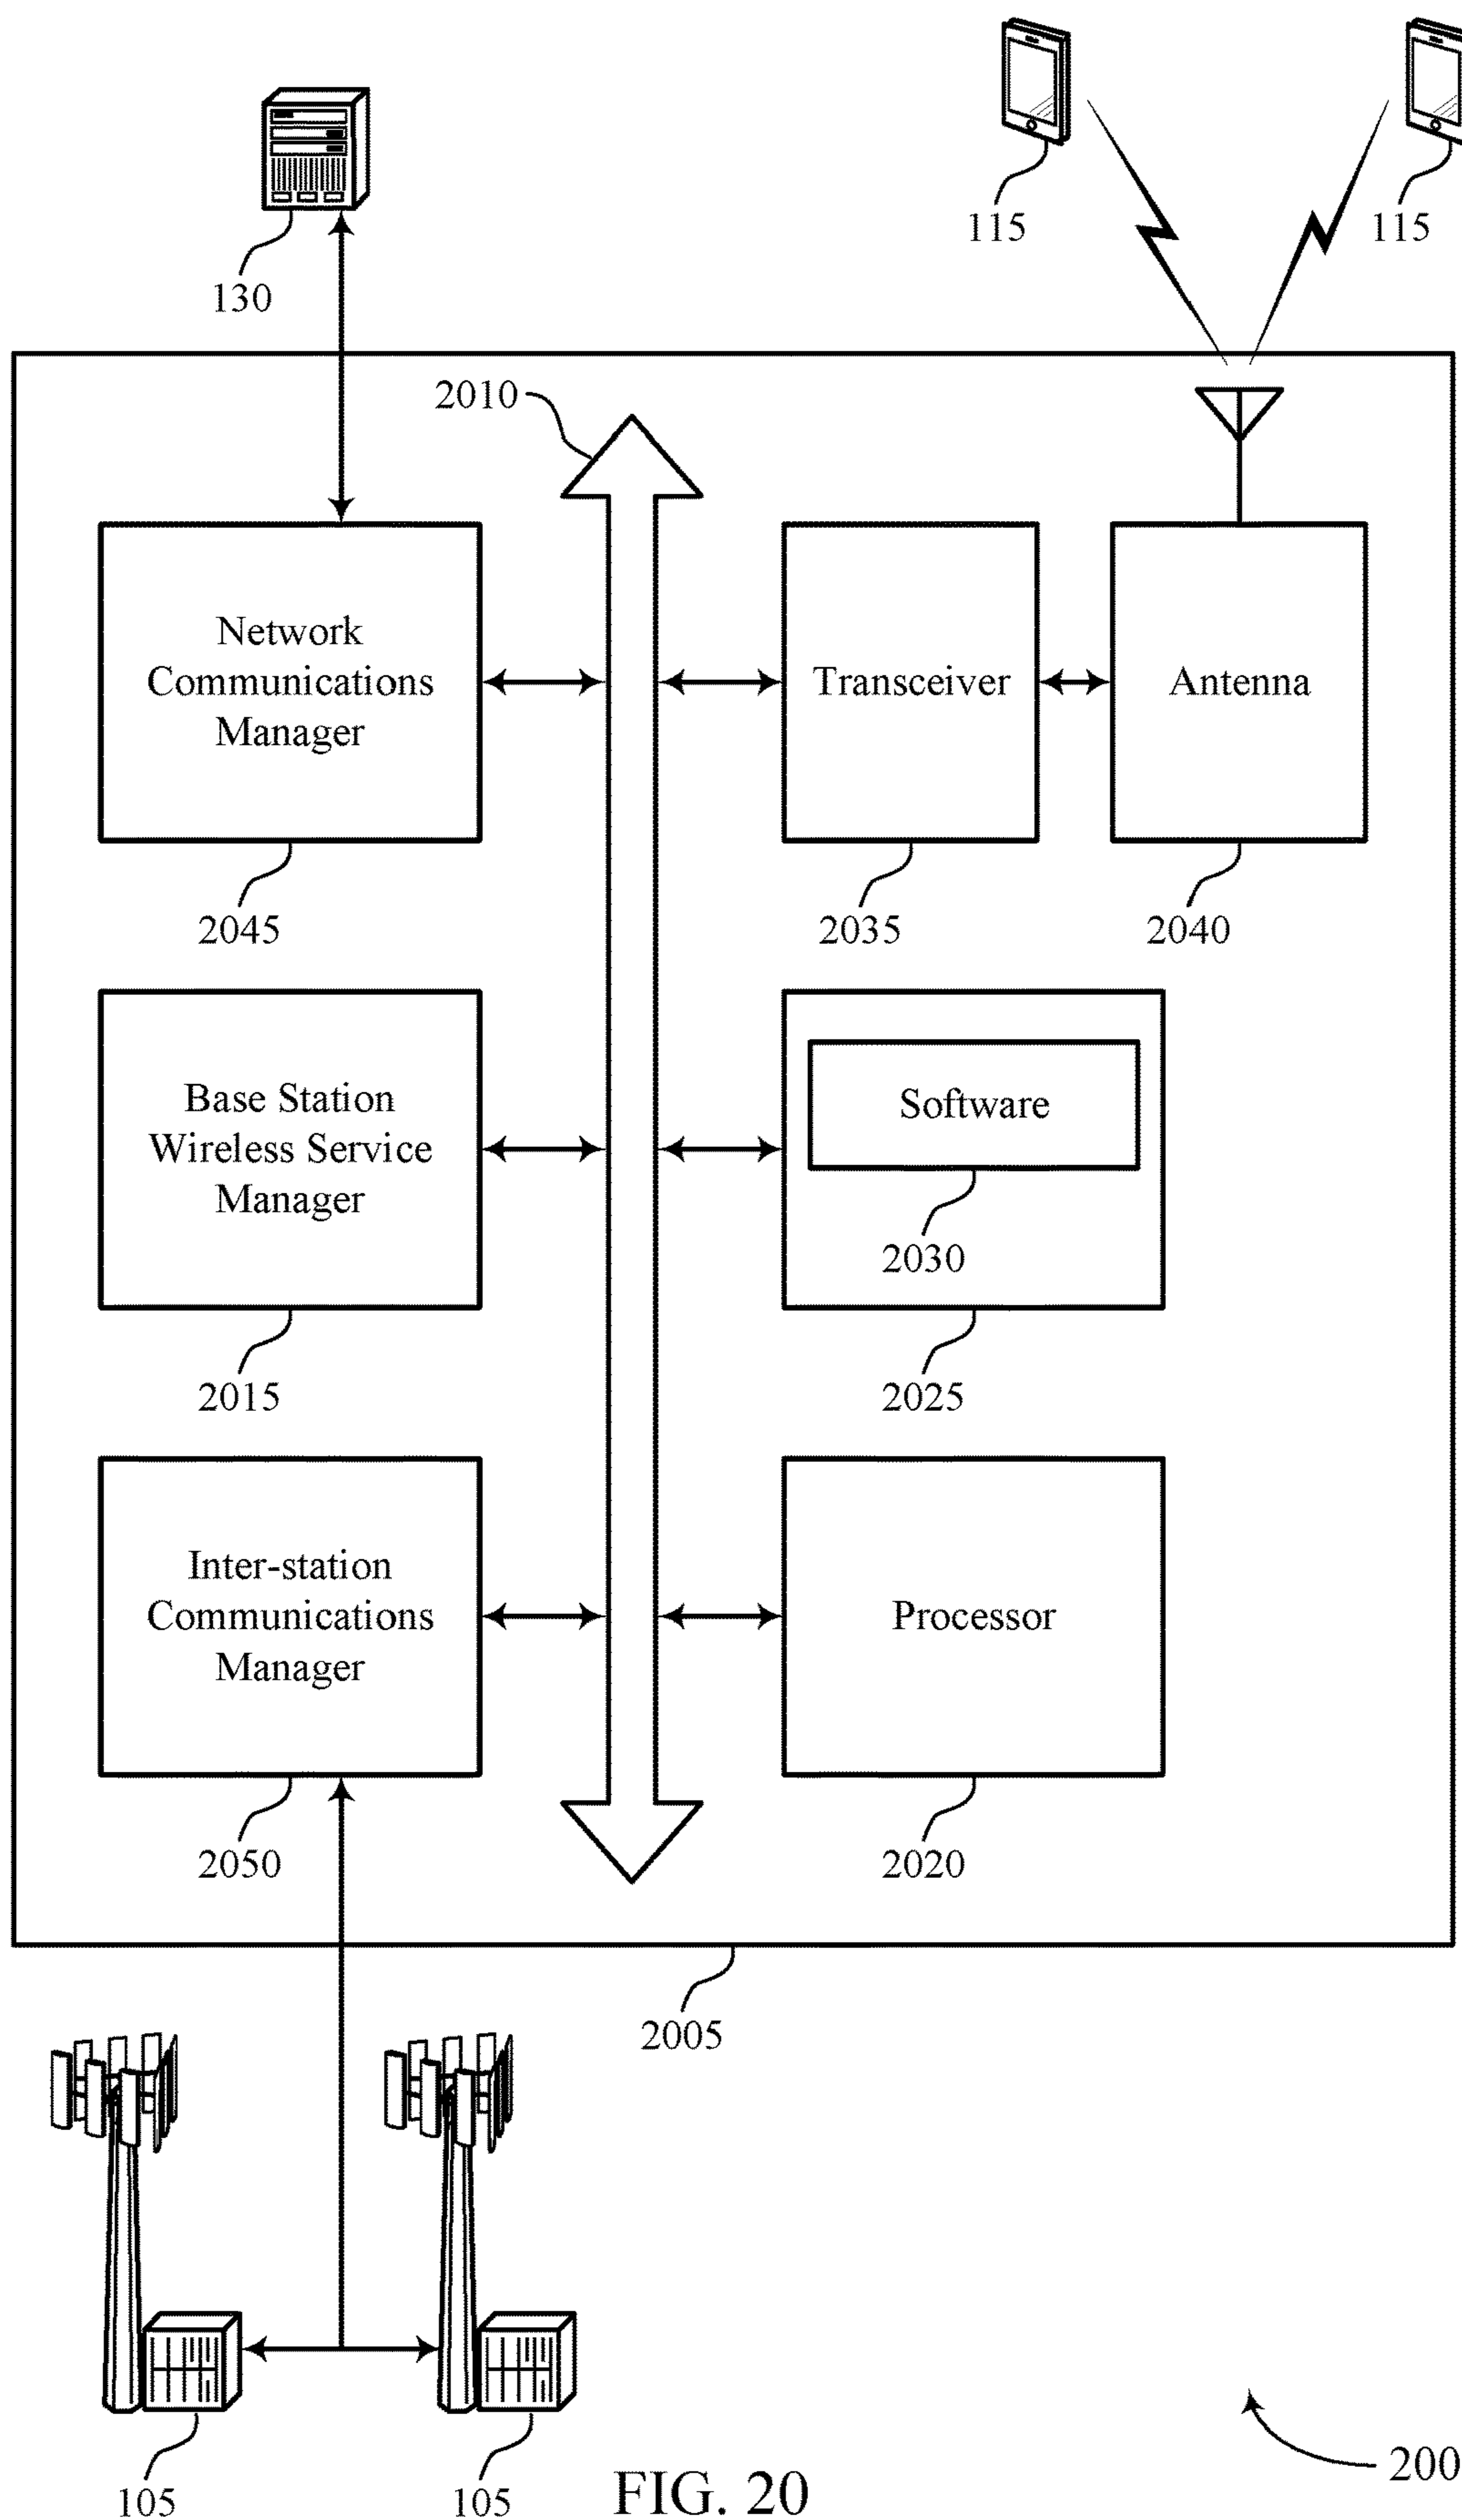 115
115
130
2010
Network
Communications
Manager
Transceiver
Antenna
2045
2035
2040
Base Station
Wireless Service
Manager
Software
2030
2015
2025
Inter-station
Communications
Manager
Processor
2050
2020
2005
105
105
200
FIG. 20